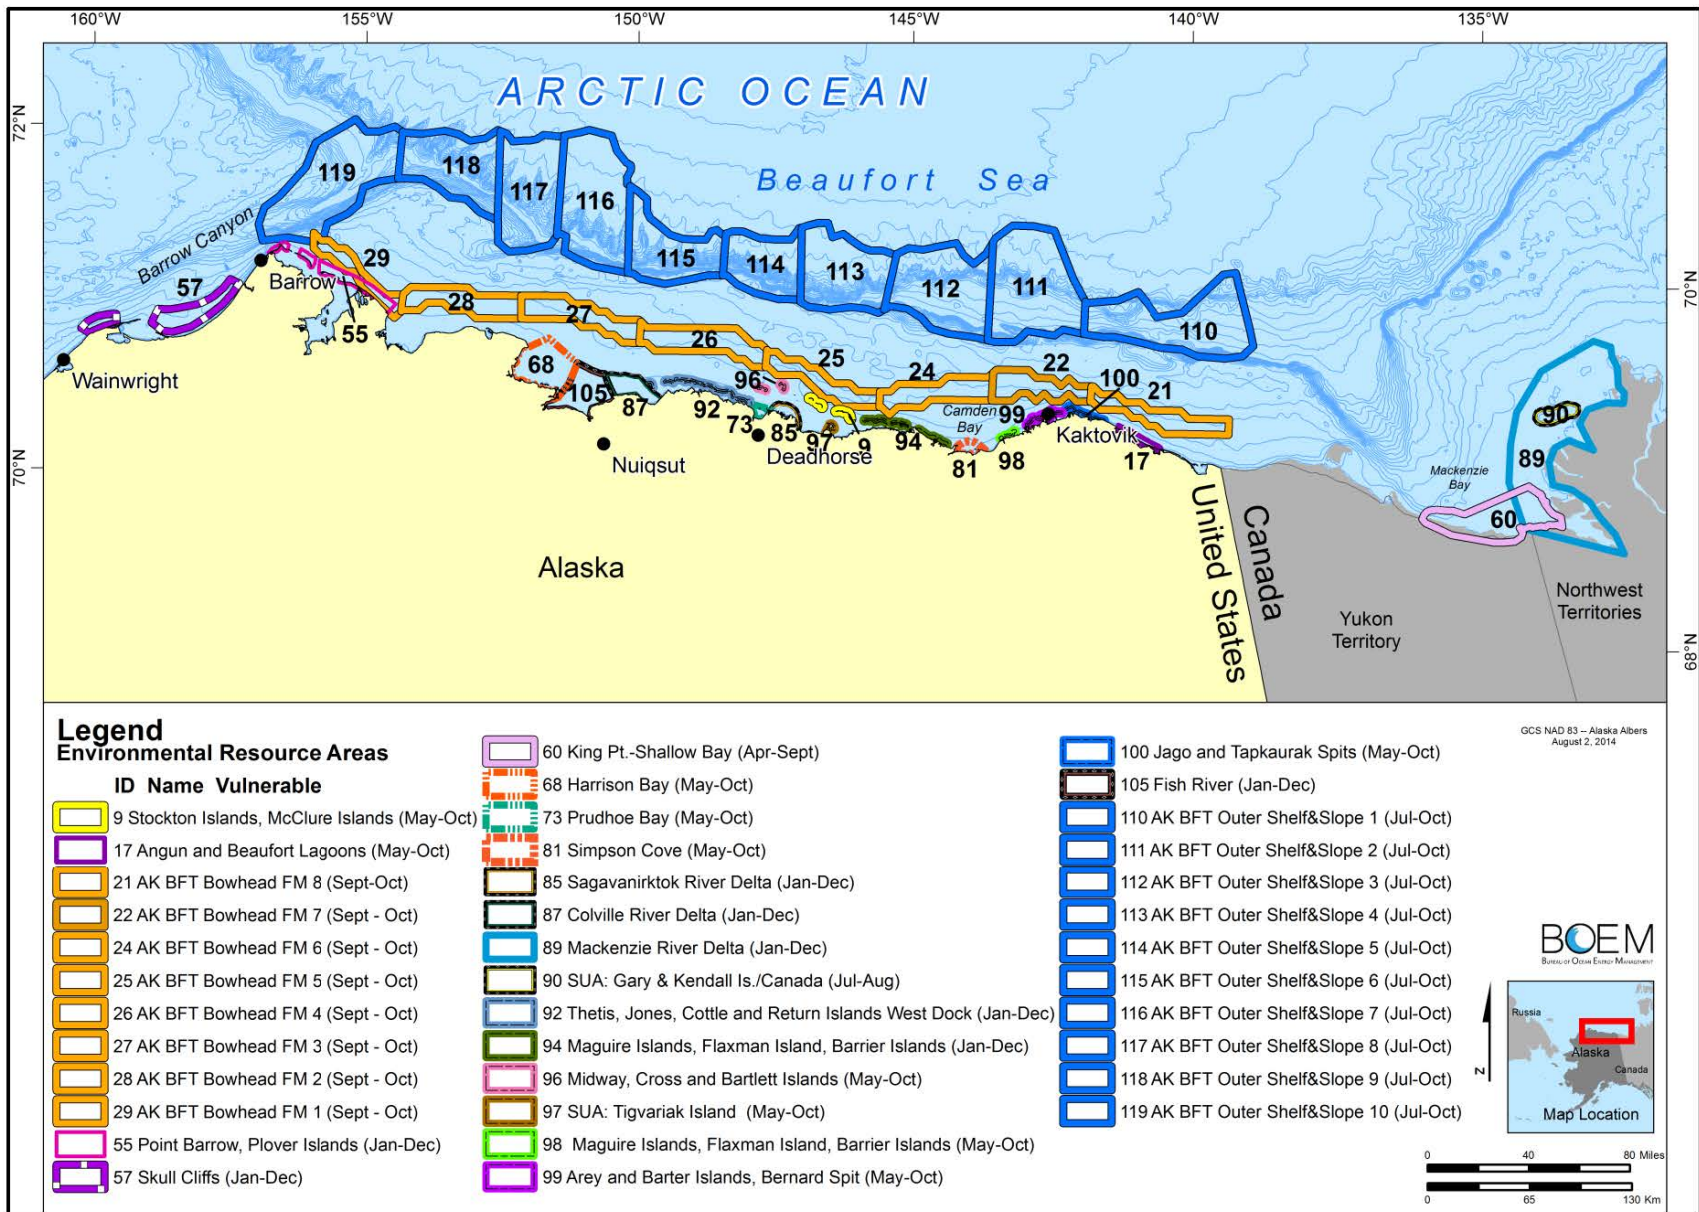 160°W 155°W 150°W 145°W 140°W 135°W
72°N
70°N
70°N
68°N
ARCTIC OCEAN
Beaufort Sea
Barrow Canyon
119
118
117
116
115
114
113
112
111
110
57
29
28
27
26
25
24
22
100
21
55
68
105
87
92
96
73
85
97
9
94
81
98
99
17
90
89
60
Barrow
Wainwright
Nuiqsut
Deadhorse
Camden
Bay
Kaktovik
Mackenzie
Bay
Alaska
United States
Canada
Yukon
Territory
Northwest
Territories
Legend
Environmental Resource Areas
ID Name Vulnerable
9 Stockton Islands, McClure Islands (May-Oct)
17 Angun and Beaufort Lagoons (May-Oct)
21 AK BFT Bowhead FM 8 (Sept-Oct)
22 AK BFT Bowhead FM 7 (Sept - Oct)
24 AK BFT Bowhead FM 6 (Sept - Oct)
25 AK BFT Bowhead FM 5 (Sept - Oct)
26 AK BFT Bowhead FM 4 (Sept - Oct)
27 AK BFT Bowhead FM 3 (Sept - Oct)
28 AK BFT Bowhead FM 2 (Sept - Oct)
29 AK BFT Bowhead FM 1 (Sept - Oct)
55 Point Barrow, Plover Islands (Jan-Dec)
57 Skull Cliffs (Jan-Dec)
60 King Pt.-Shallow Bay (Apr-Sept)
68 Harrison Bay (May-Oct)
73 Prudhoe Bay (May-Oct)
81 Simpson Cove (May-Oct)
85 Sagavanirktok River Delta (Jan-Dec)
87 Colville River Delta (Jan-Dec)
89 Mackenzie River Delta (Jan-Dec)
90 SUA: Gary & Kendall Is./Canada (Jul-Aug)
92 Thetis, Jones, Cottle and Return Islands West Dock (Jan-Dec)
94 Maguire Islands, Flaxman Island, Barrier Islands (Jan-Dec)
96 Midway, Cross and Bartlett Islands (May-Oct)
97 SUA: Tigvariak Island (May-Oct)
98 Maguire Islands, Flaxman Island, Barrier Islands (May-Oct)
99 Arey and Barter Islands, Bernard Spit (May-Oct)
100 Jago and Tapkaurak Spits (May-Oct)
105 Fish River (Jan-Dec)
110 AK BFT Outer Shelf&Slope 1 (Jul-Oct)
111 AK BFT Outer Shelf&Slope 2 (Jul-Oct)
112 AK BFT Outer Shelf&Slope 3 (Jul-Oct)
113 AK BFT Outer Shelf&Slope 4 (Jul-Oct)
114 AK BFT Outer Shelf&Slope 5 (Jul-Oct)
115 AK BFT Outer Shelf&Slope 6 (Jul-Oct)
116 AK BFT Outer Shelf&Slope 7 (Jul-Oct)
117 AK BFT Outer Shelf&Slope 8 (Jul-Oct)
118 AK BFT Outer Shelf&Slope 9 (Jul-Oct)
119 AK BFT Outer Shelf&Slope 10 (Jul-Oct)
GCS NAD 83 -- Alaska Albers
August 2, 2014
BOEM
BUREAU OF OCEAN ENERGY MANAGEMENT
N
Russia
Alaska
Canada
Map Location
0 40 80 Miles
0 65 130 Km